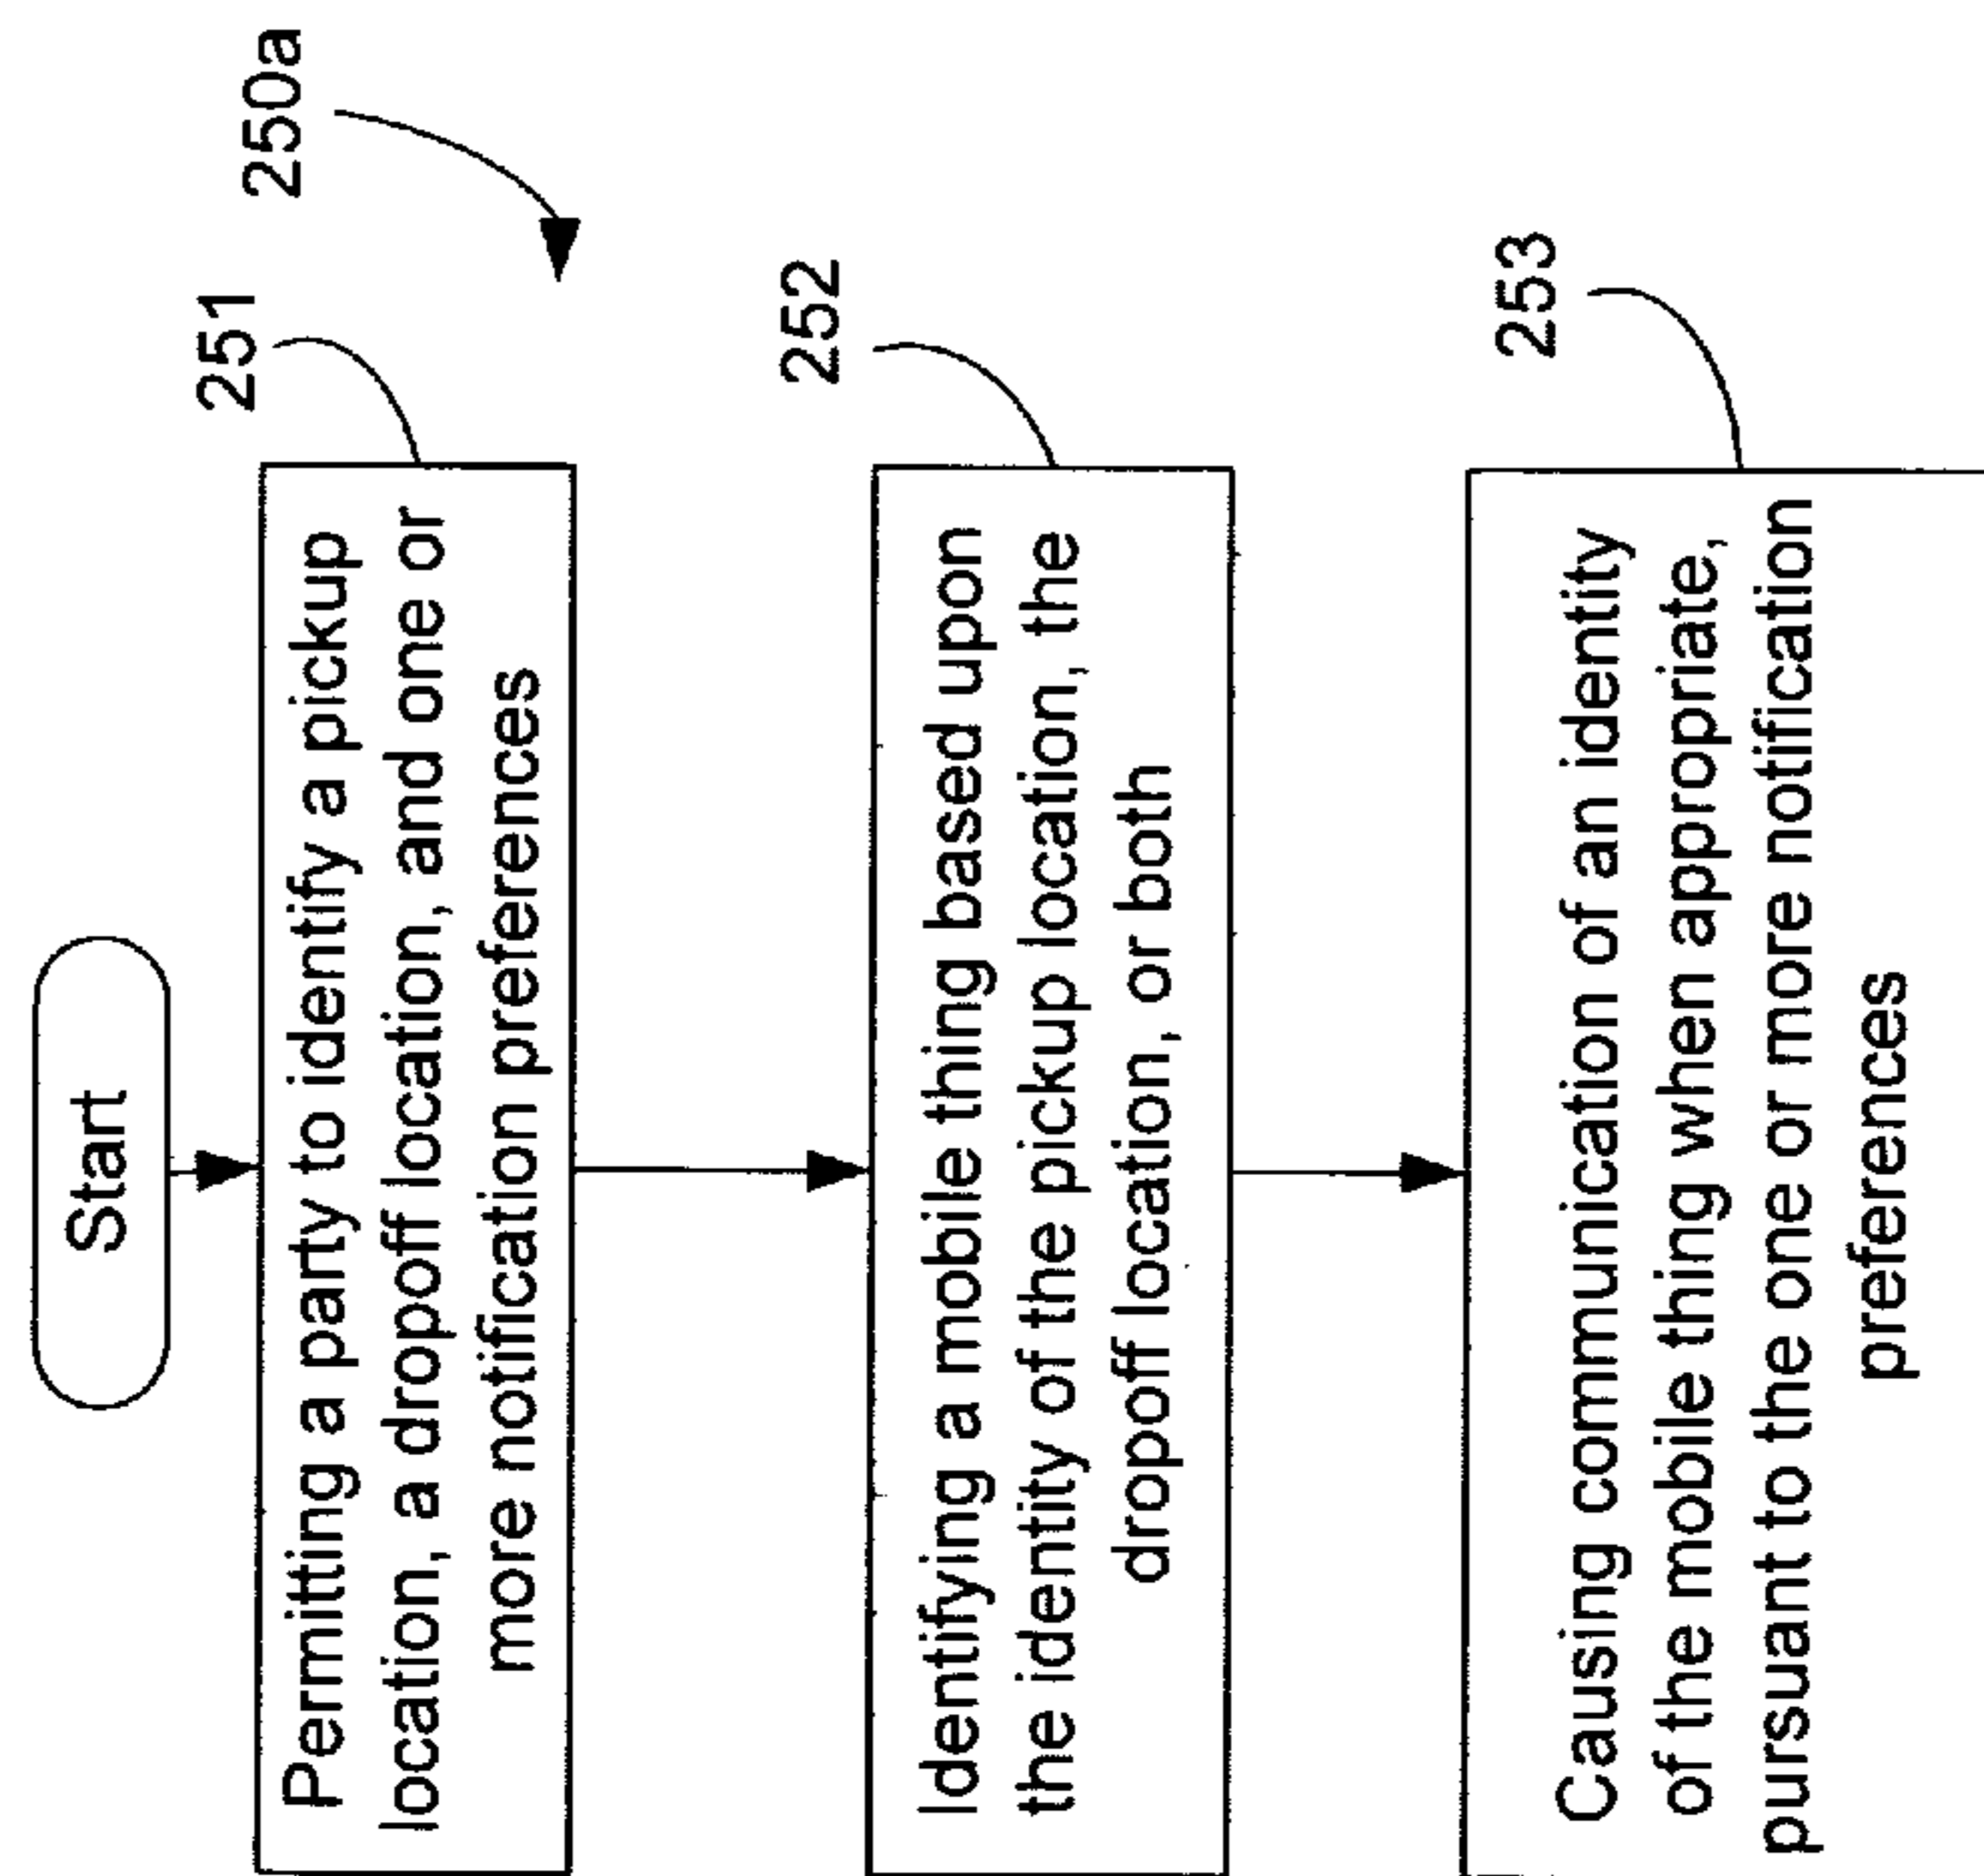 Start
250a
251
Permitting a party to identify a pickup
location, a dropoff location, and one or
more notification preferences
252
Identifying a mobile thing based upon
the identity of the pickup location, the
dropoff location, or both
253
Causing communication of an identity
of the mobile thing when appropriate,
pursuant to the one or more notification
preferences